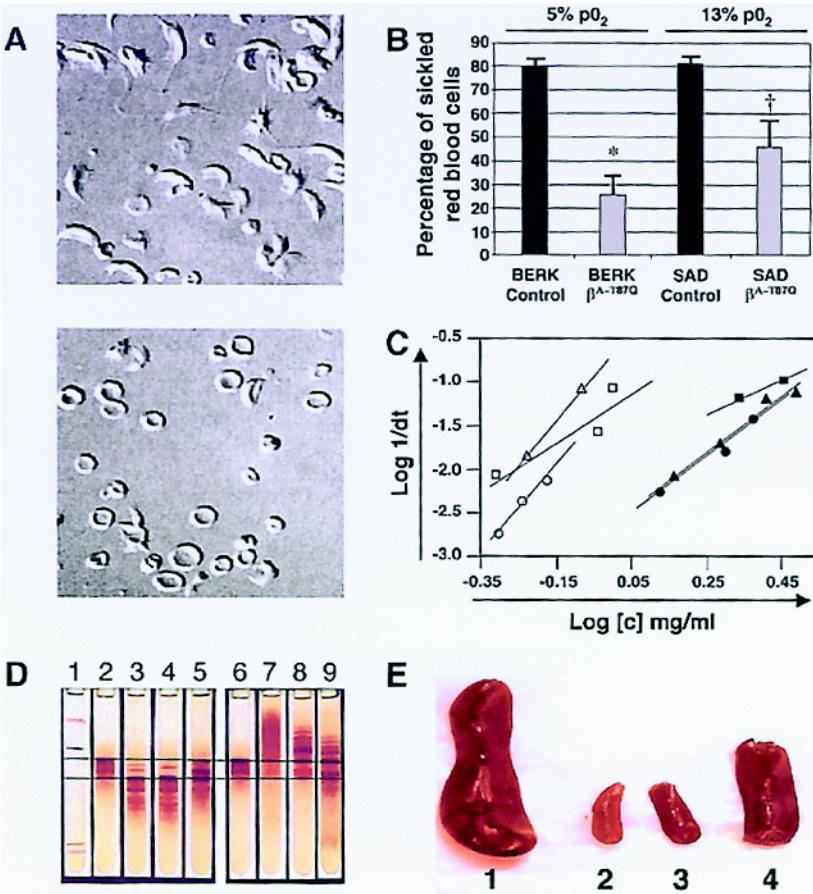 A
B
5% p0₂ 13% p0₂
Percentage of sickled
red blood cells
90
80
70
60
50
40
30
20
10
0
*
†
BERK BERK SAD SAD
Control βA-T87Q Control βA-T87Q
C
Log 1/dt
-0.5
-1.0
-1.5
-2.0
-2.5
-3.0
-0.35 -0.15 0.05 0.25 0.45
Log [c] mg/ml
D
1 2 3 4 5 6 7 8 9
E
1 2 3 4